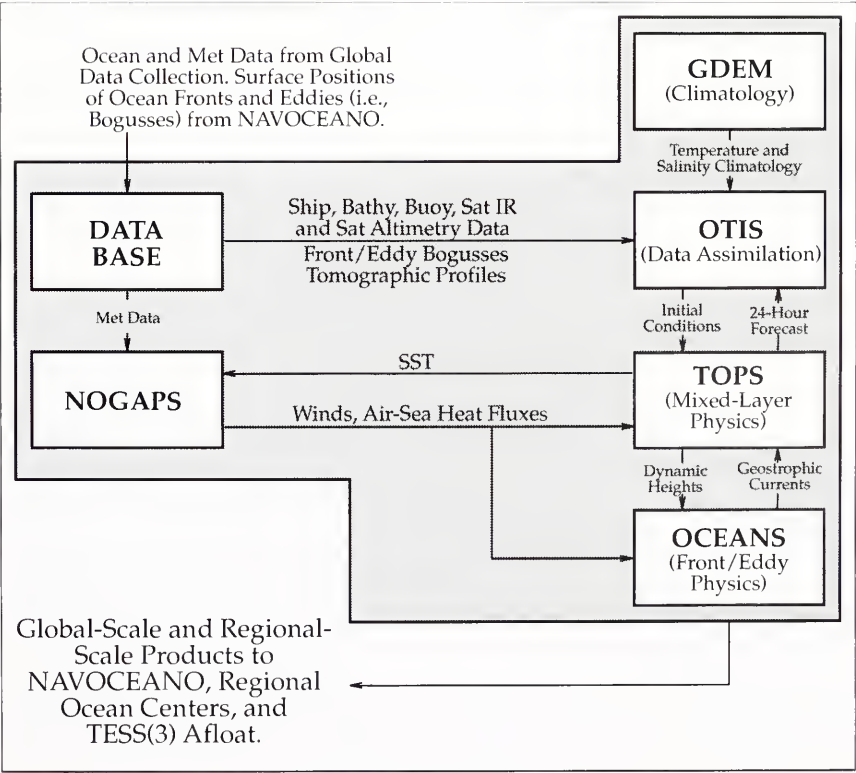 Ocean and Met Data from Global
Data Collection. Surface Positions
of Ocean Fronts and Eddies (i.e.,
Bogusses) from NAVOCEANO.
GDEM
(Climatology)
Temperature and
Salinity Climatology
DATA
BASE
Ship, Bathy, Buoy, Sat IR
and Sat Altimetry Data
Front/Eddy Bogusses
Tomographic Profiles
OTIS
(Data Assimilation)
Met Data
Initial
Conditions
24-Hour
Forecast
NOGAPS
SST
Winds, Air-Sea Heat Fluxes
TOPS
(Mixed-Layer
Physics)
Dynamic
Heights
Geostrophic
Currents
OCEANS
(Front/Eddy
Physics)
Global-Scale and Regional-
Scale Products to
NAVOCEANO, Regional
Ocean Centers, and
TESS(3) Afloat.